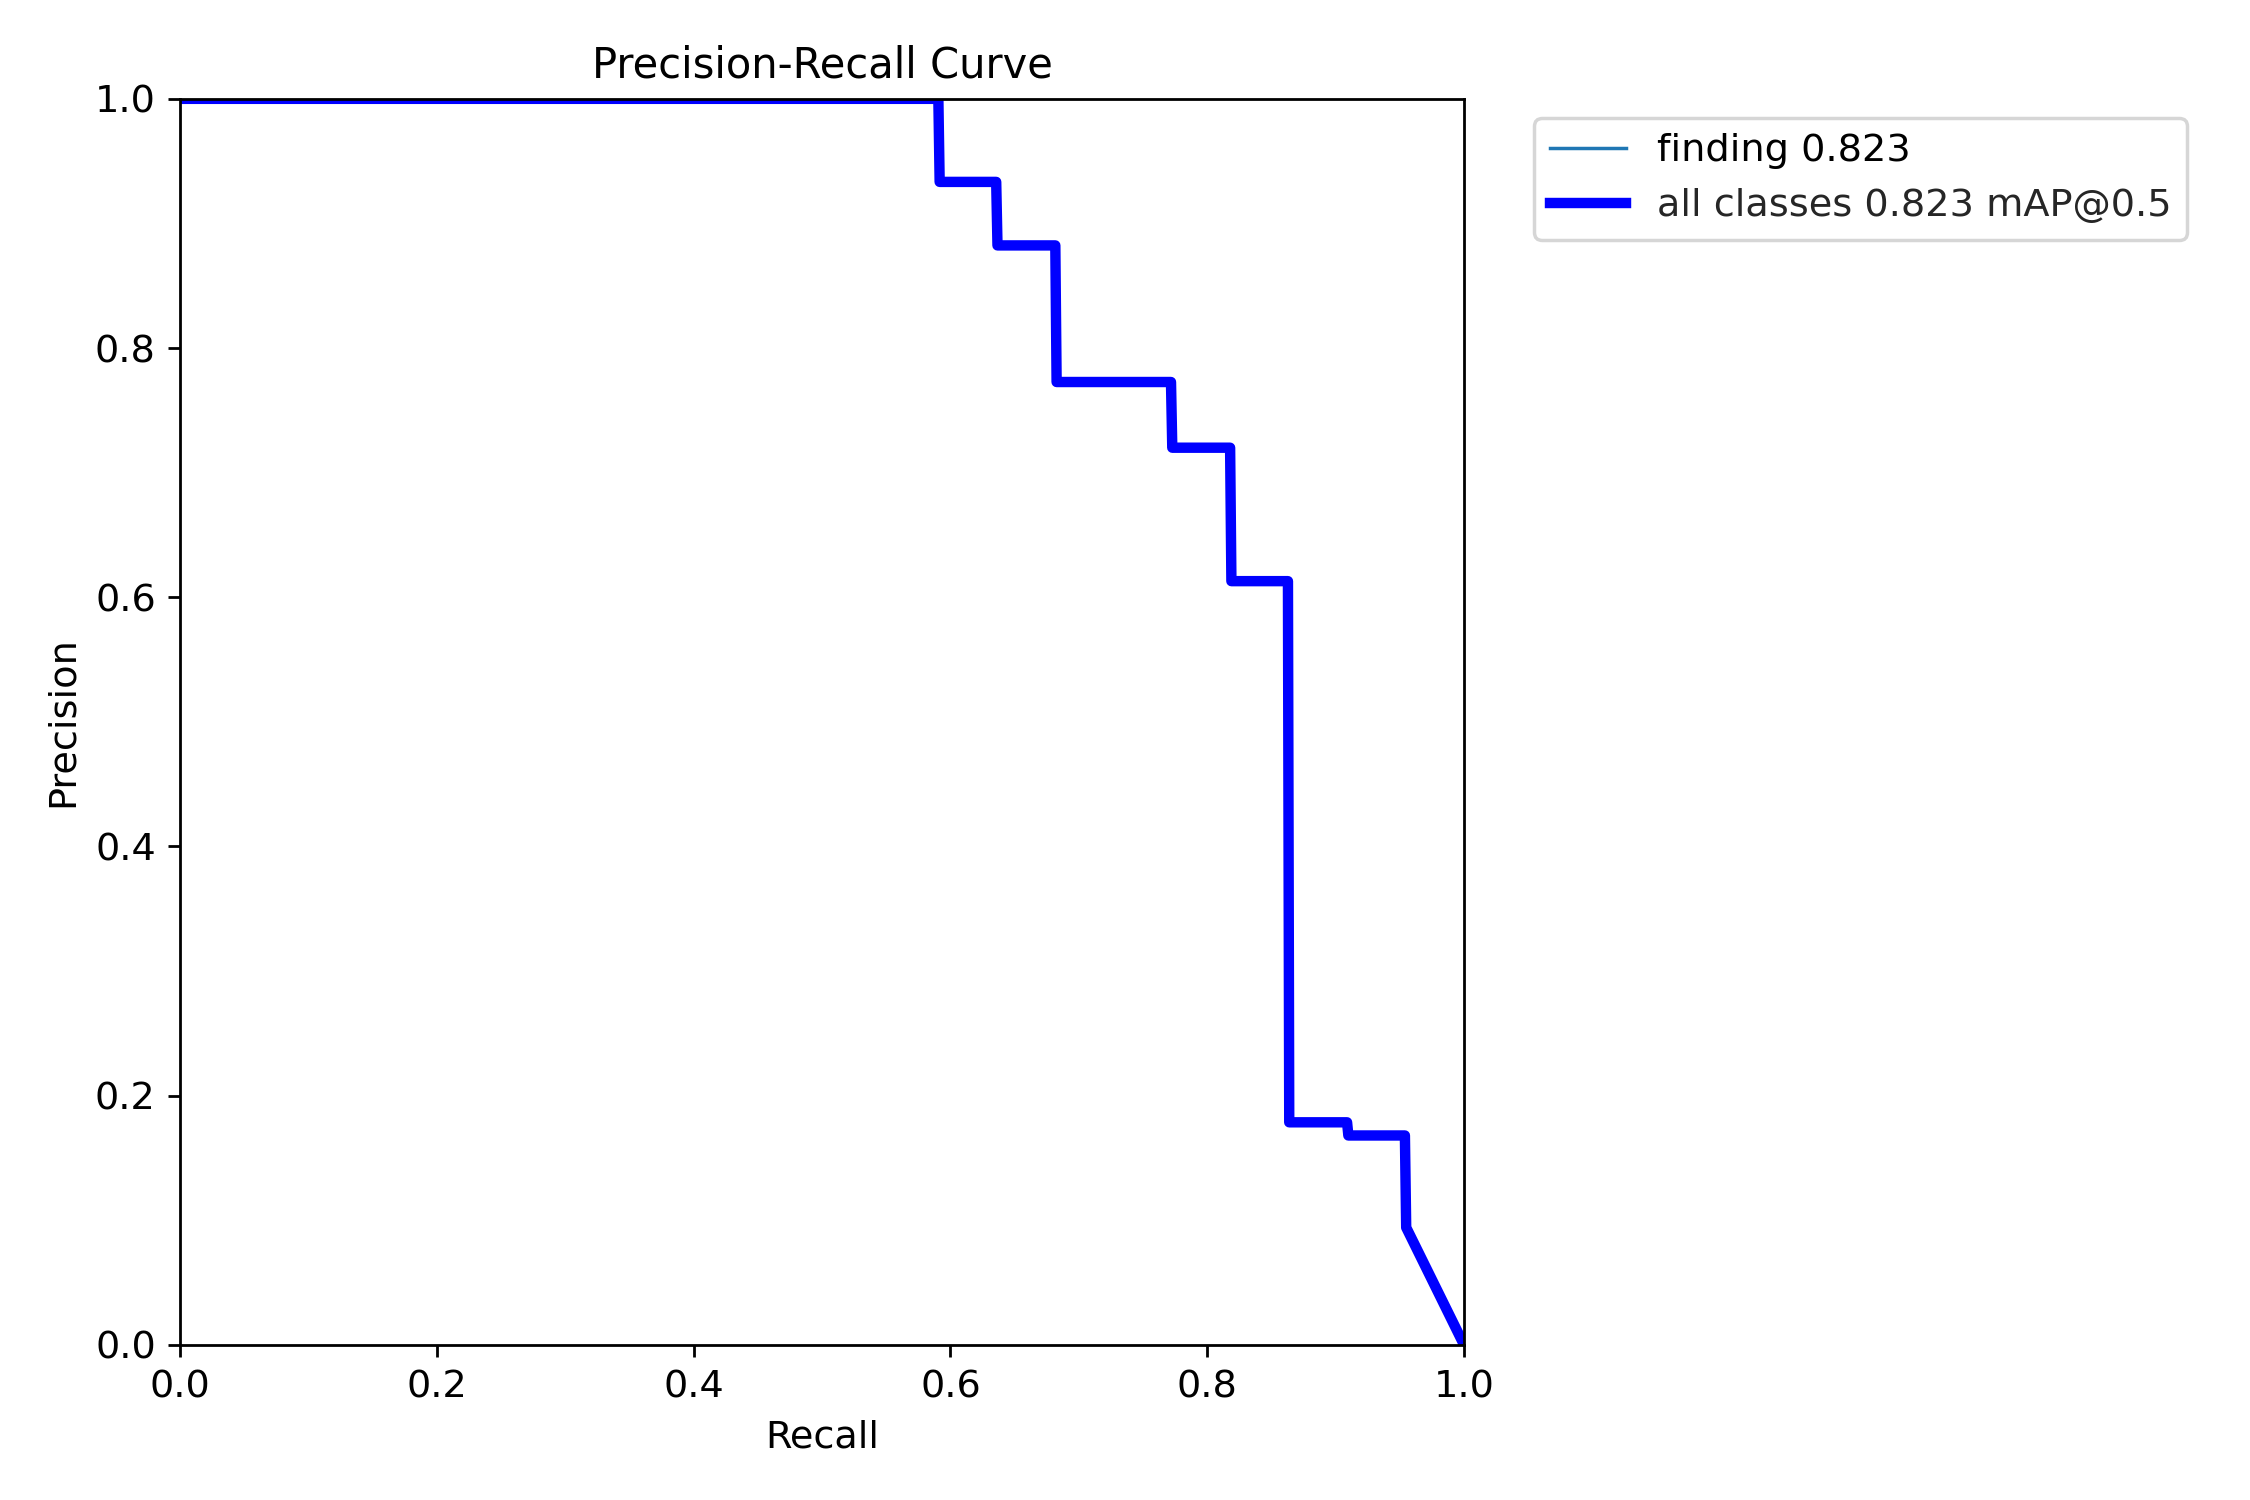 Precision-Recall Curve
1.0
0.8
0.6
0.4
0.2
0.0
Precision
0.0 0.2 0.4 0.6 0.8 1.0
Recall
finding 0.823
all classes 0.823 mAP@0.5